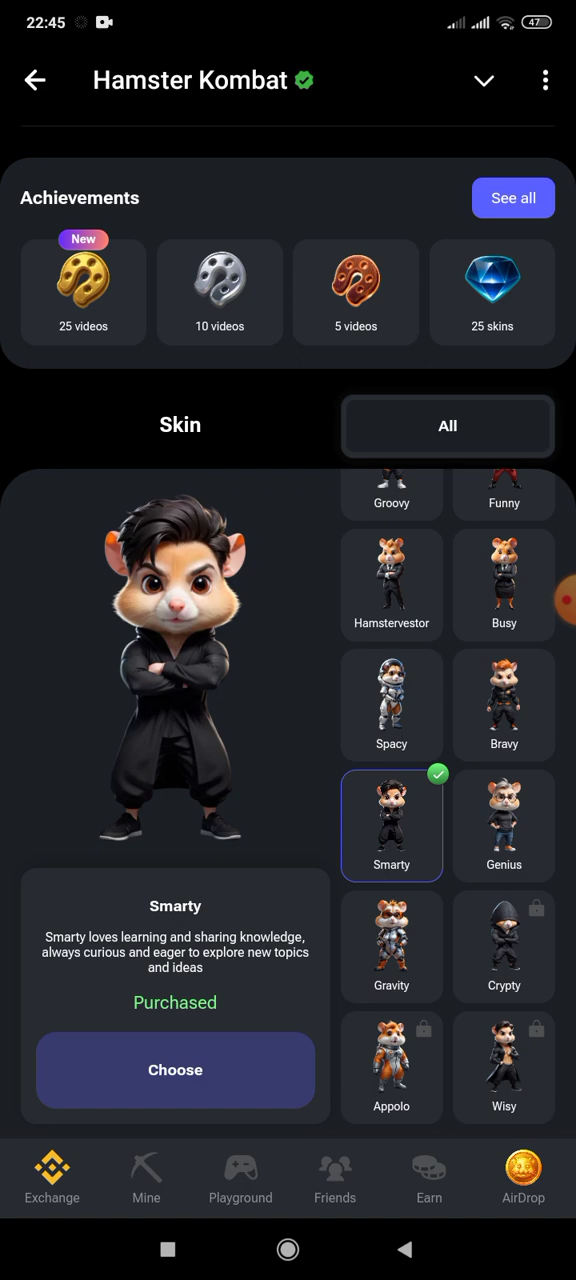 22:45
47
Hamster Kombat
Achievements
See all
New
25 videos
10 videos
5 videos
25 skins
Skin
All
Groovy
Funny
Hamstervestor
Busy
Spacy
Bravy
Smarty
Genius
Smarty
Smarty loves learning and sharing knowledge,
always curious and eager to explore new topics
and ideas
Purchased
Choose
Gravity
Crypty
Appolo
Wisy
Exchange
Mine
Playground
Friends
Earn
AirDrop